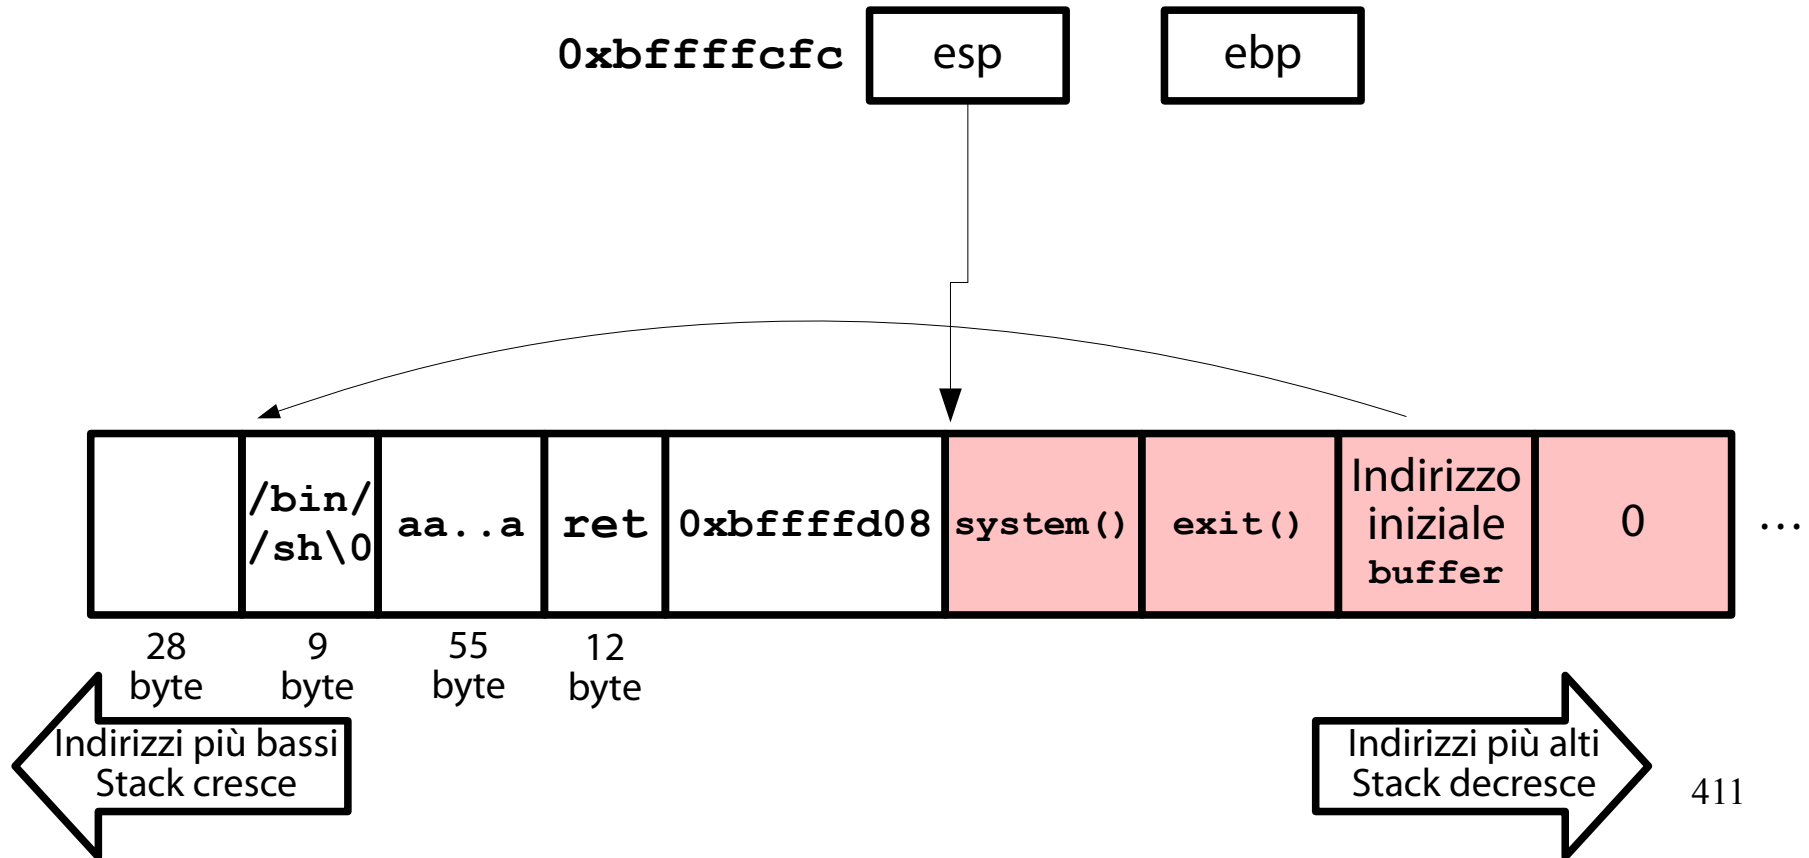 0xbffffcfc esp ebp
/bin/
/sh\0
aa..a
ret
0xbffffd08
system()
exit()
Indirizzo
iniziale
buffer
0
...
28
byte
9
byte
55
byte
12
byte
Indirizzi più bassi
Stack cresce
Indirizzi più alti
Stack decresce
411